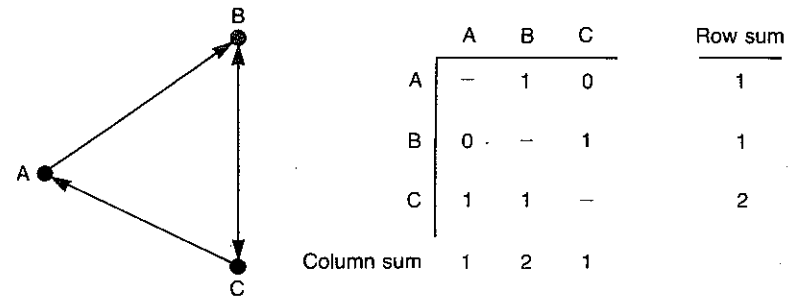 B
A
C
A B C Row sum
A – 1 0 1
B 0 – 1 1
C 1 1 – 2
Column sum 1 2 1